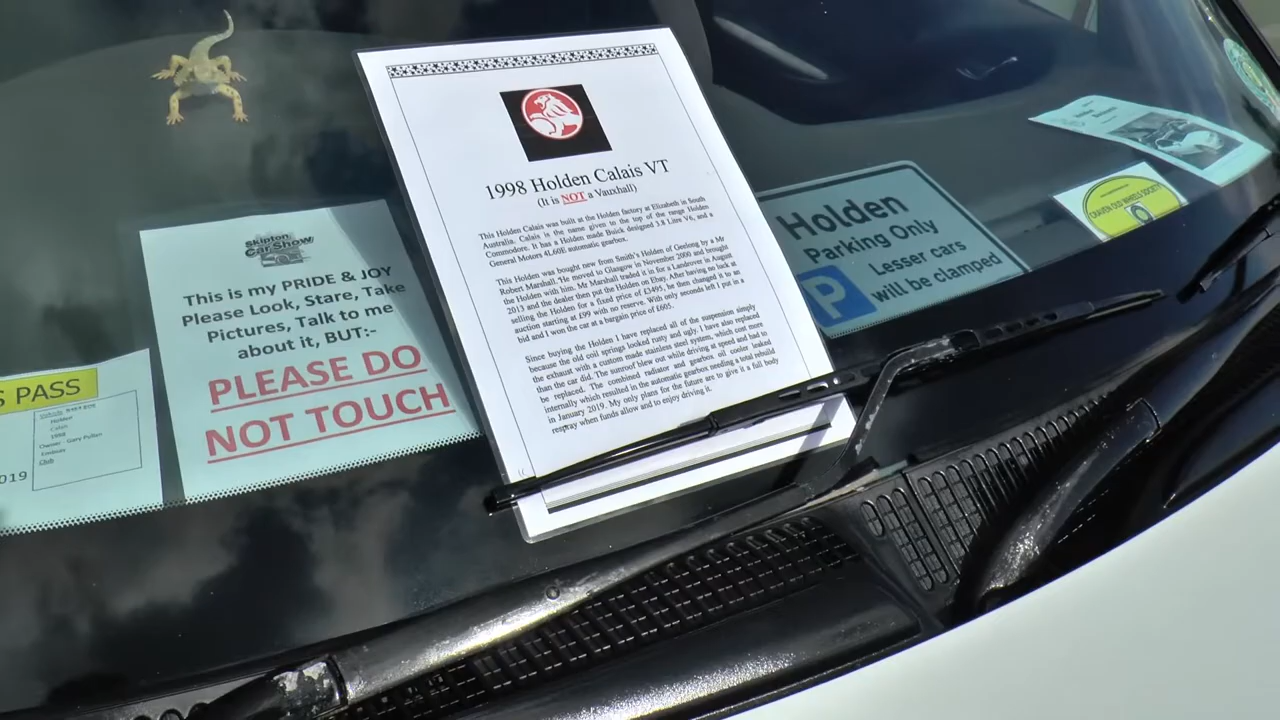 1998 Holden Calais VT
(It is NOT a Vauxhall)
This Holden Calais was built at the Holden factory at Elizabeth in South
Australia. Calais is the name given to the top of the range Holden
Commodore. It has a Holden made Buick designed 3.8 Litre V6, and a
General Motors 4L60E automatic gearbox.
This Holden was bought new from Smith's Holden of Geelong by a Mr
Robert Marshall. He moved to Glasgow in November 2000 and brought
the Holden with him. Mr Marshall traded it in for a Landrover in August
2013 and the dealer then put the Holden on Ebay. After having no luck at
selling the Holden for a fixed price of £3495, he then changed it to an
auction starting at £99 with no reserve. With only seconds left I put in a
bid and I won the car at a bargain price of £605.
Since buying the Holden I have replaced all of the suspension simply
because the old coil springs looked rusty and ugly. I have also replaced
the exhaust with a custom made stainless steel system, which cost more
than the car did. The sunroof blew out while driving at speed and had to
be replaced. The combined radiator and gearbox oil cooler leaked
internally which resulted in the automatic gearbox needing a total rebuild
in January 2019. My only plans for the future are to give it a full body
respray when funds allow and to enjoy driving it.
Skipton
Car Show
This is my PRIDE & JOY
Please Look, Stare, Take
Pictures, Talk to me
about it, BUT:-
PLEASE DO
NOT TOUCH
S PASS
Holden
Calais
1998
Owner - Gary Pullan
Club
019
Holden
Parking Only
P
Lesser cars
will be clamped
CRAVEN OLD WHEELS SOCIETY